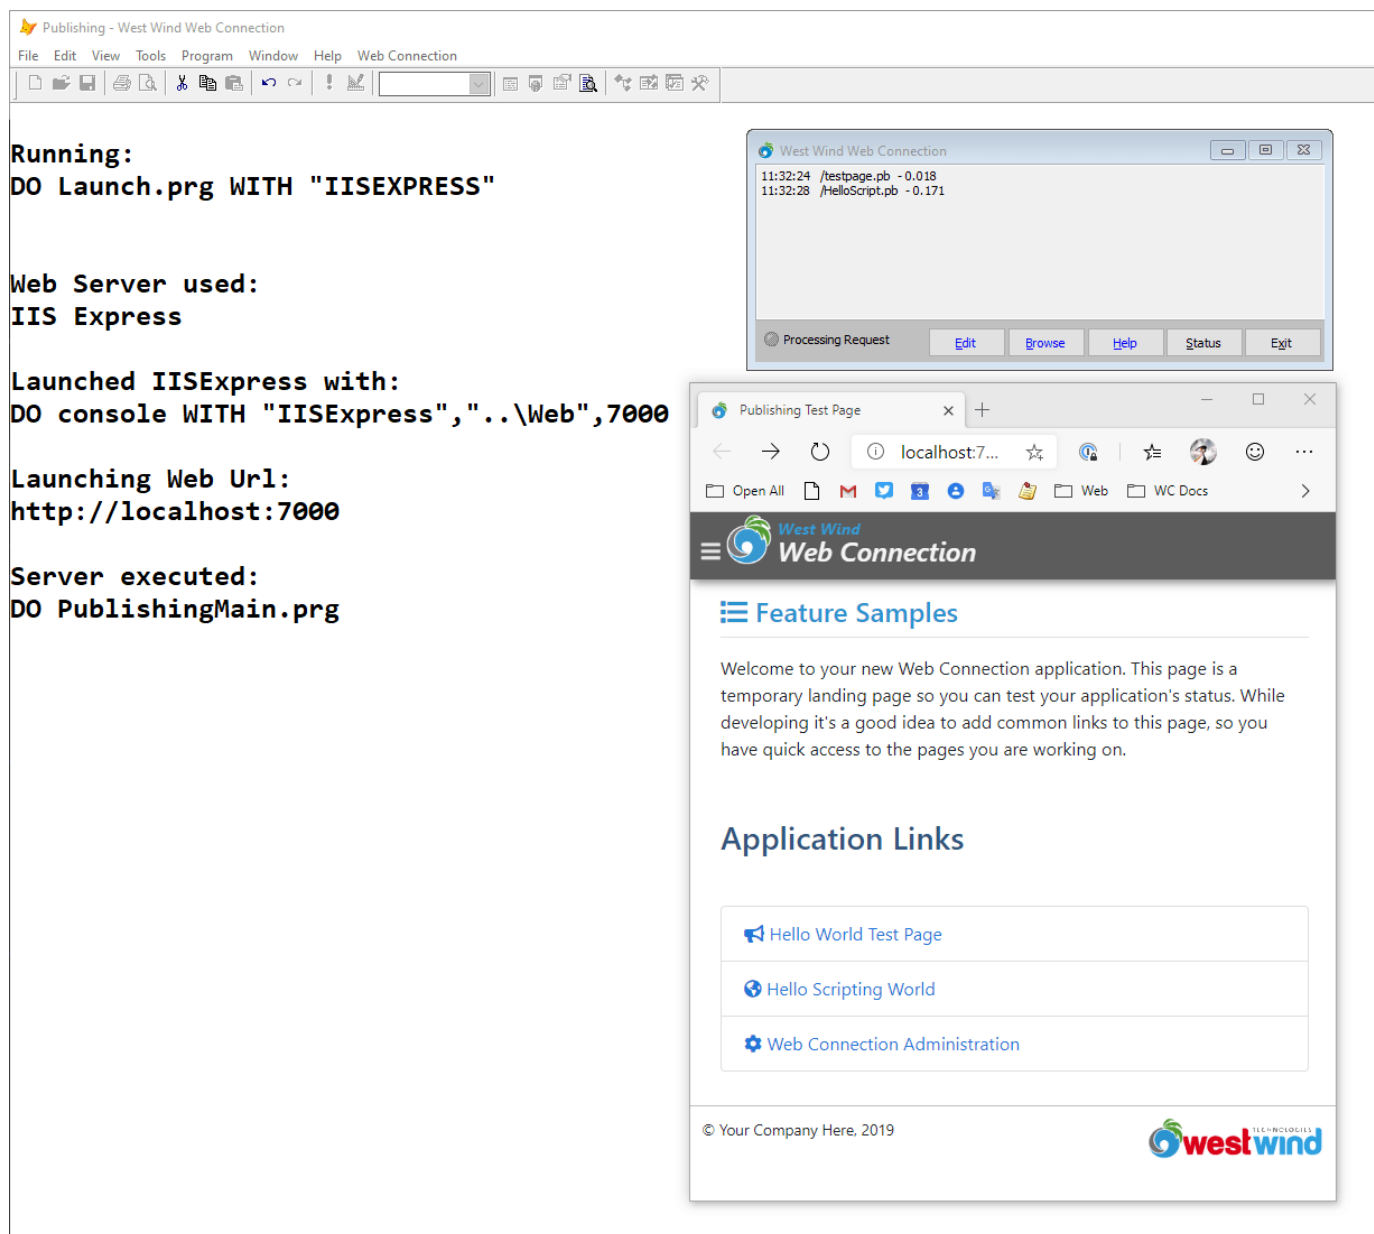 Publishing - West Wind Web Connection
File Edit View Tools Program Window Help Web Connection
Running:
DO Launch.prg WITH "IISEXPRESS"
Web Server used:
IIS Express
Launched IISExpress with:
DO console WITH "IISExpress","..\Web",7000
Launching Web Url:
http://localhost:7000
Server executed:
DO PublishingMain.prg
West Wind Web Connection
11:32:24 /testpage.pb - 0.018
11:32:28 /HelloScript.pb - 0.171
Processing Request Edit Browse Help Status Exit
Publishing Test Page
localhost:7...
Open All 3 Web WC Docs
West Wind
Web Connection
Feature Samples
Welcome to your new Web Connection application. This page is a
temporary landing page so you can test your application's status. While
developing it's a good idea to add common links to this page, so you
have quick access to the pages you are working on.
Application Links
Hello World Test Page
Hello Scripting World
Web Connection Administration
© Your Company Here, 2019
TECHNOLOGIES
westwind